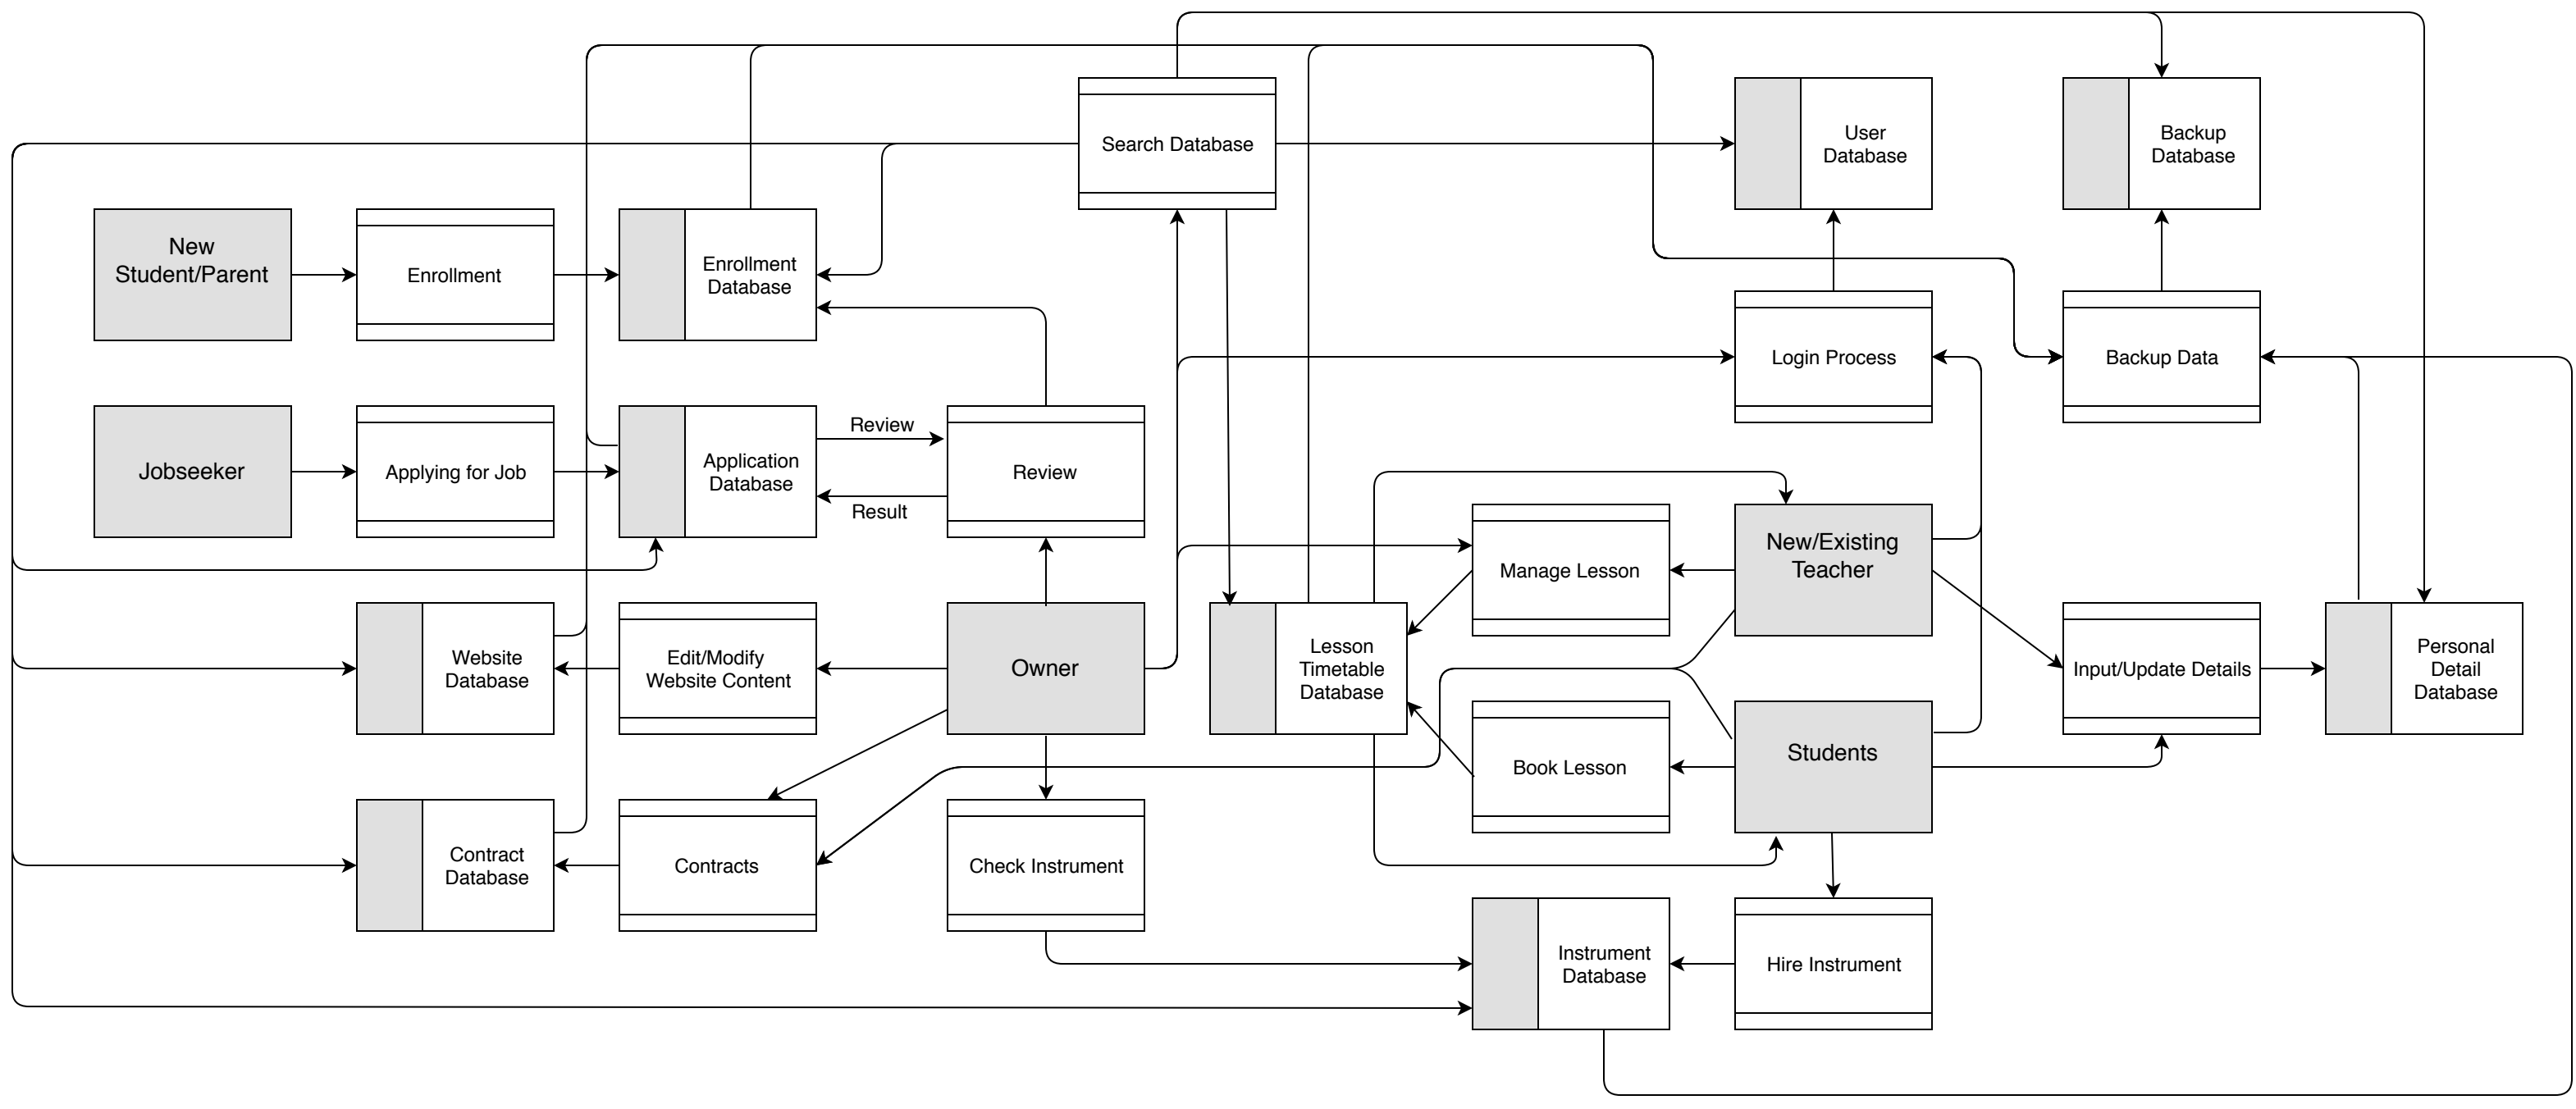 Search Database
User
Database
Backup
Database
New
Student/Parent
Enrollment
Enrollment
Database
Login Process
Backup Data
Jobseeker
Applying for Job
Application
Database
Review
Result
Review
Manage Lesson
New/Existing
Teacher
Website
Database
Edit/Modify
Website Content
Owner
Lesson
Timetable
Database
Input/Update Details
Personal
Detail
Database
Book Lesson
Students
Contract
Database
Contracts
Check Instrument
Instrument
Database
Hire Instrument